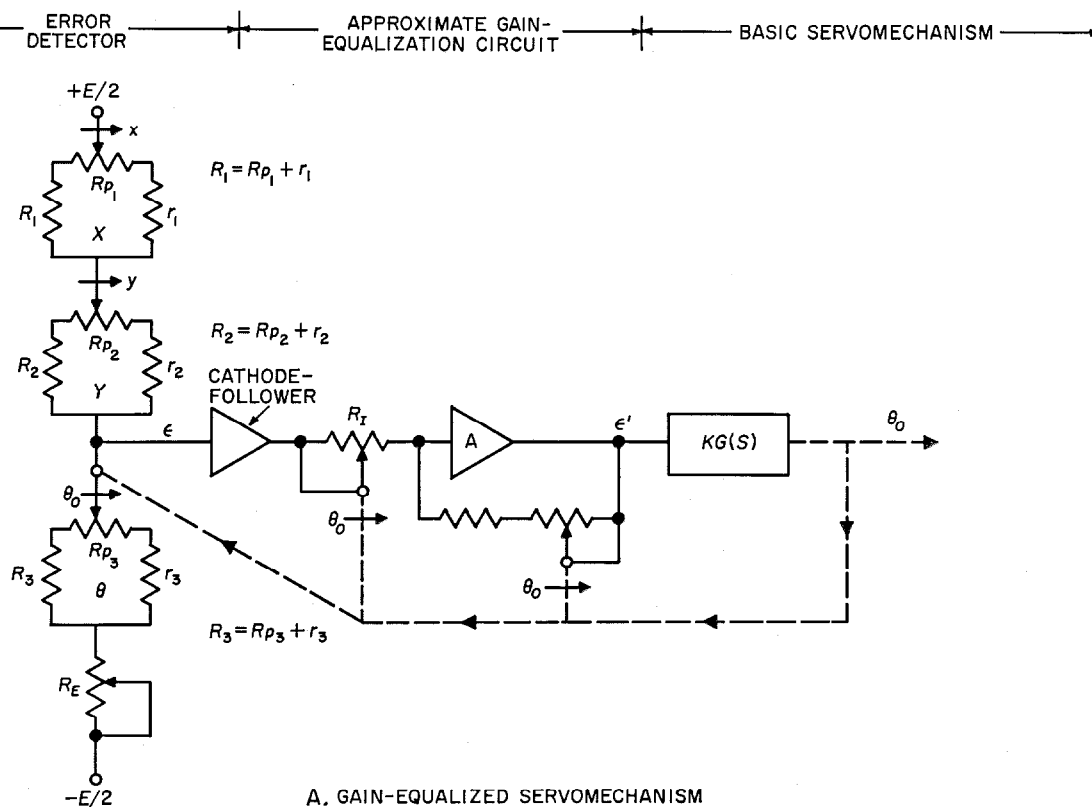 ERROR DETECTOR
APPROXIMATE GAIN-EQUALIZATION CIRCUIT
BASIC SERVOMECHANISM
+E/2
x
Rp₁
R₁
r₁
X
R₁=Rp₁+r₁
y
Rp₂
R₂
r₂
Y
R₂=Rp₂+r₂
CATHODE-FOLLOWER
ϵ
R_I
A
ϵ'
KG(S)
θ₀
θ₀
θ₀
θ₀
Rp₃
R₃
r₃
θ
R₃=Rp₃+r₃
R_E
-E/2
A. GAIN-EQUALIZED SERVOMECHANISM